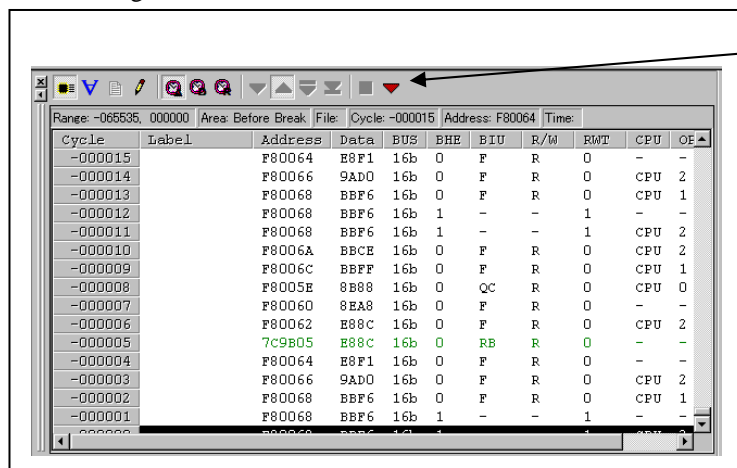 Range: -065535, 000000 Area: Before Break File: Cycle: -000015 Address: F80064 Time:
Cycle Label Address Data BUS BHE BIU R/W RWT CPU
-000015 F80064 E8F1 16b 0 F R 0 - -
-000014 F80066 9AD0 16b 0 F R 0 CPU 2
-000013 F80068 BBF6 16b 0 F R 0 CPU 1
-000012 F80068 BBF6 16b 1 - - 1 - -
-000011 F80068 BBF6 16b 1 - - 1 CPU 2
-000010 F8006A BBCE 16b 0 F R 0 CPU 2
-000009 F8006C BBFF 16b 0 F R 0 CPU 1
-000008 F8005E 8B88 16b 0 QC R 0 CPU 0
-000007 F80060 8EA8 16b 0 F R 0 - -
-000006 F80062 E88C 16b 0 F R 0 CPU 2
-000005 7C9B05 E88C 16b 0 RB R 0 - -
-000004 F80064 E8F1 16b 0 F R 0 - -
-000003 F80066 9AD0 16b 0 F R 0 CPU 2
-000002 F80068 BBF6 16b 0 F R 0 CPU 1
-000001 F80068 BBF6 16b 1 - - 1 - -